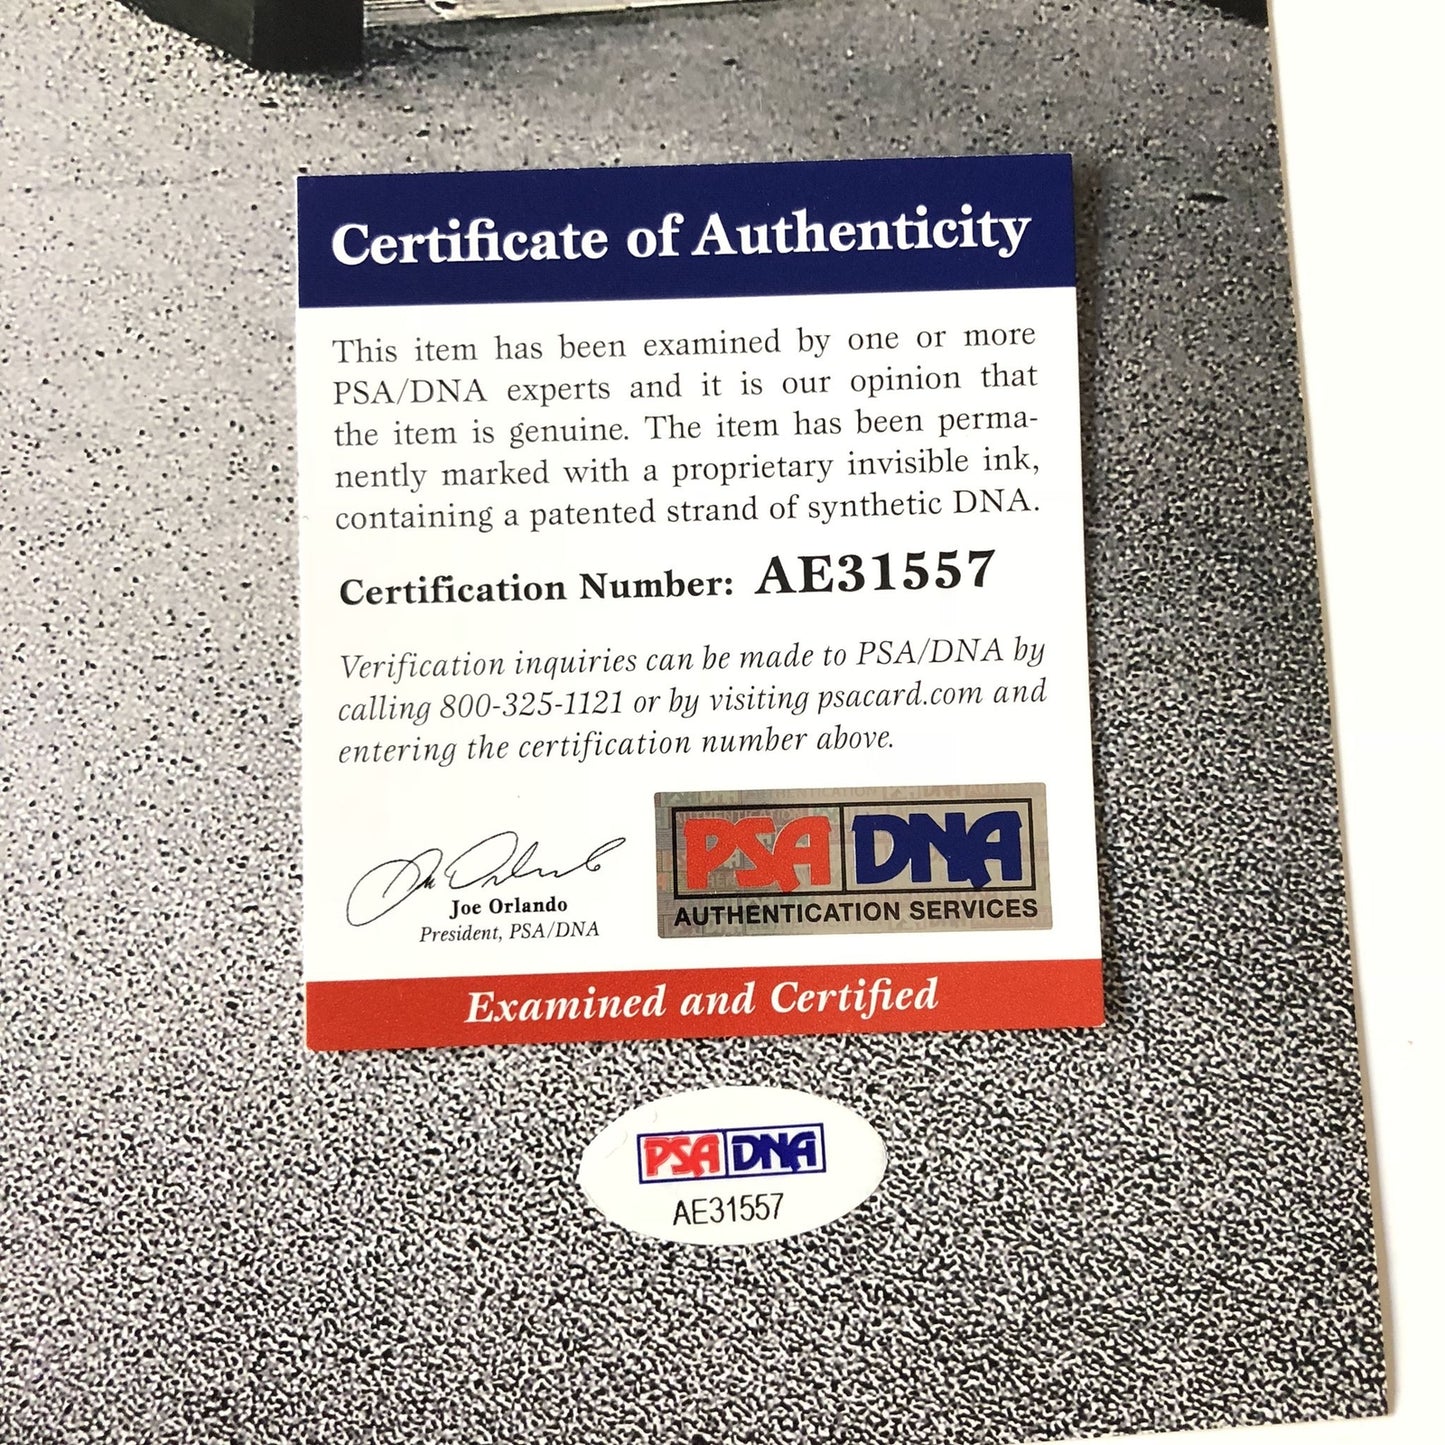 Certificate of Authenticity
This item has been examined by one or more
PSA/DNA experts and it is our opinion that
the item is genuine. The item has been perma-
nently marked with a proprietary invisible ink,
containing a patented strand of synthetic DNA.
Certification Number: AE31557
Verification inquiries can be made to PSA/DNA by
calling 800-325-1121 or by visiting psacard.com and
entering the certification number above.
Joe Orlando
President, PSA/DNA
PSA DNA
AUTHENTICATION SERVICES
Examined and Certified
PSA DNA
AE31557